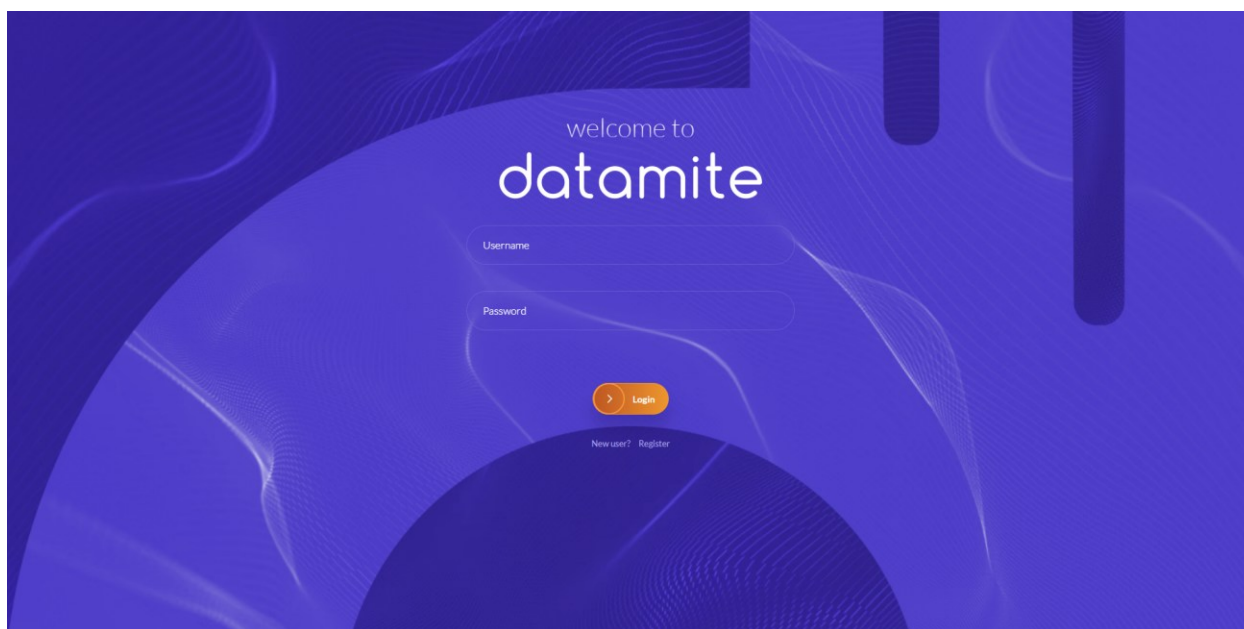 welcome to
datamite
Username
Password
Login
New user? Register